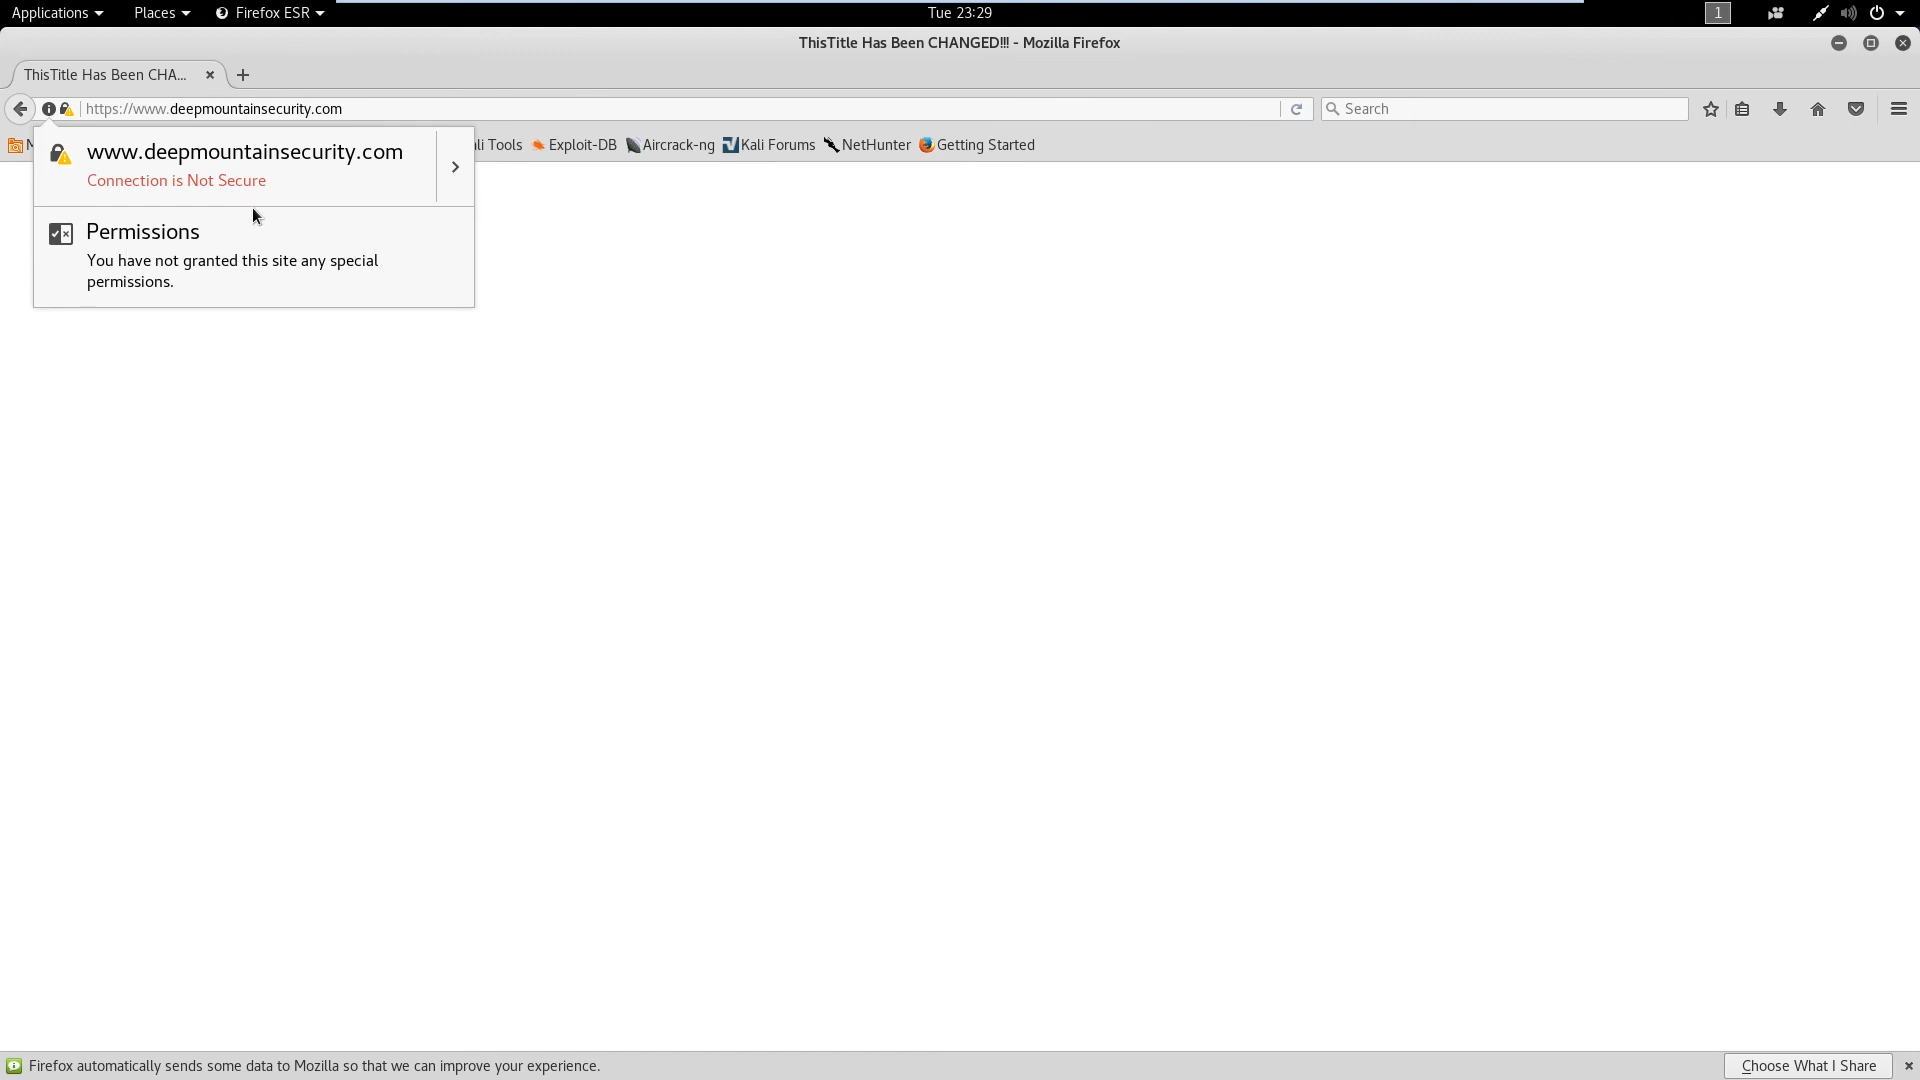 Applications Places Firefox ESR Tue 23:29 1
ThisTitle Has Been CHANGED!!! - Mozilla Firefox
ThisTitle Has Been CHA...
https://www.deepmountainsecurity.com Search
M li Tools Exploit-DB Aircrack-ng Kali Forums NetHunter Getting Started
www.deepmountainsecurity.com
Connection is Not Secure
Permissions
You have not granted this site any special
permissions.
Firefox automatically sends some data to Mozilla so that we can improve your experience. Choose What I Share